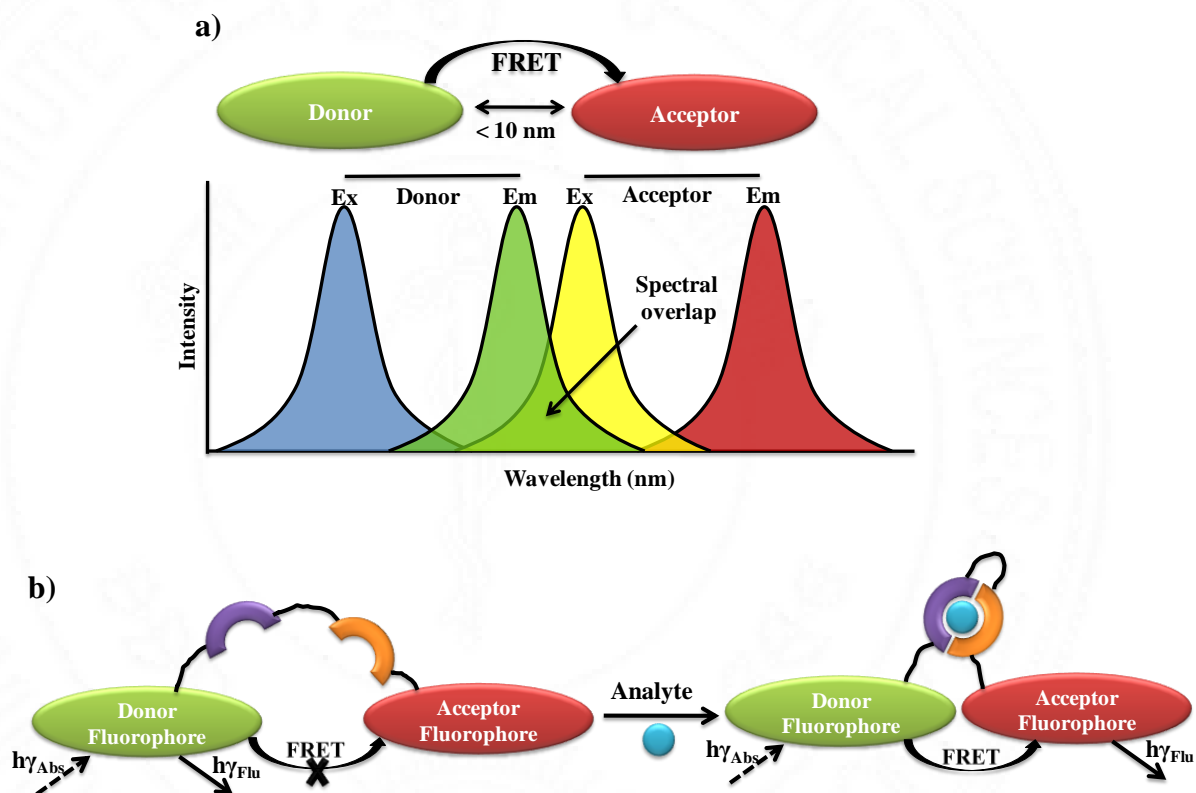 a)
FRET
Donor
Acceptor
< 10 nm
Ex
Donor
Em
Ex
Acceptor
Em
Spectral
overlap
Intensity
Wavelength (nm)
b)
Donor
Fluorophore
Acceptor
Fluorophore
FRET
hγAbs
hγFlu
Analyte
Donor
Fluorophore
Acceptor
Fluorophore
FRET
hγAbs
hγFlu